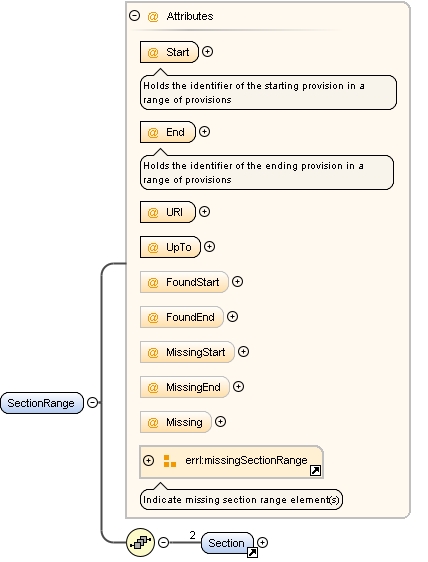 @ Attributes
@ Start
Holds the identifier of the starting provision in a
range of provisions
@ End
Holds the identifier of the ending provision in a
range of provisions
@ URI
@ UpTo
@ FoundStart
@ FoundEnd
@ MissingStart
@ MissingEnd
SectionRange
@ Missing
errl:missingSectionRange
Indicate missing section range element(s)
2
Section